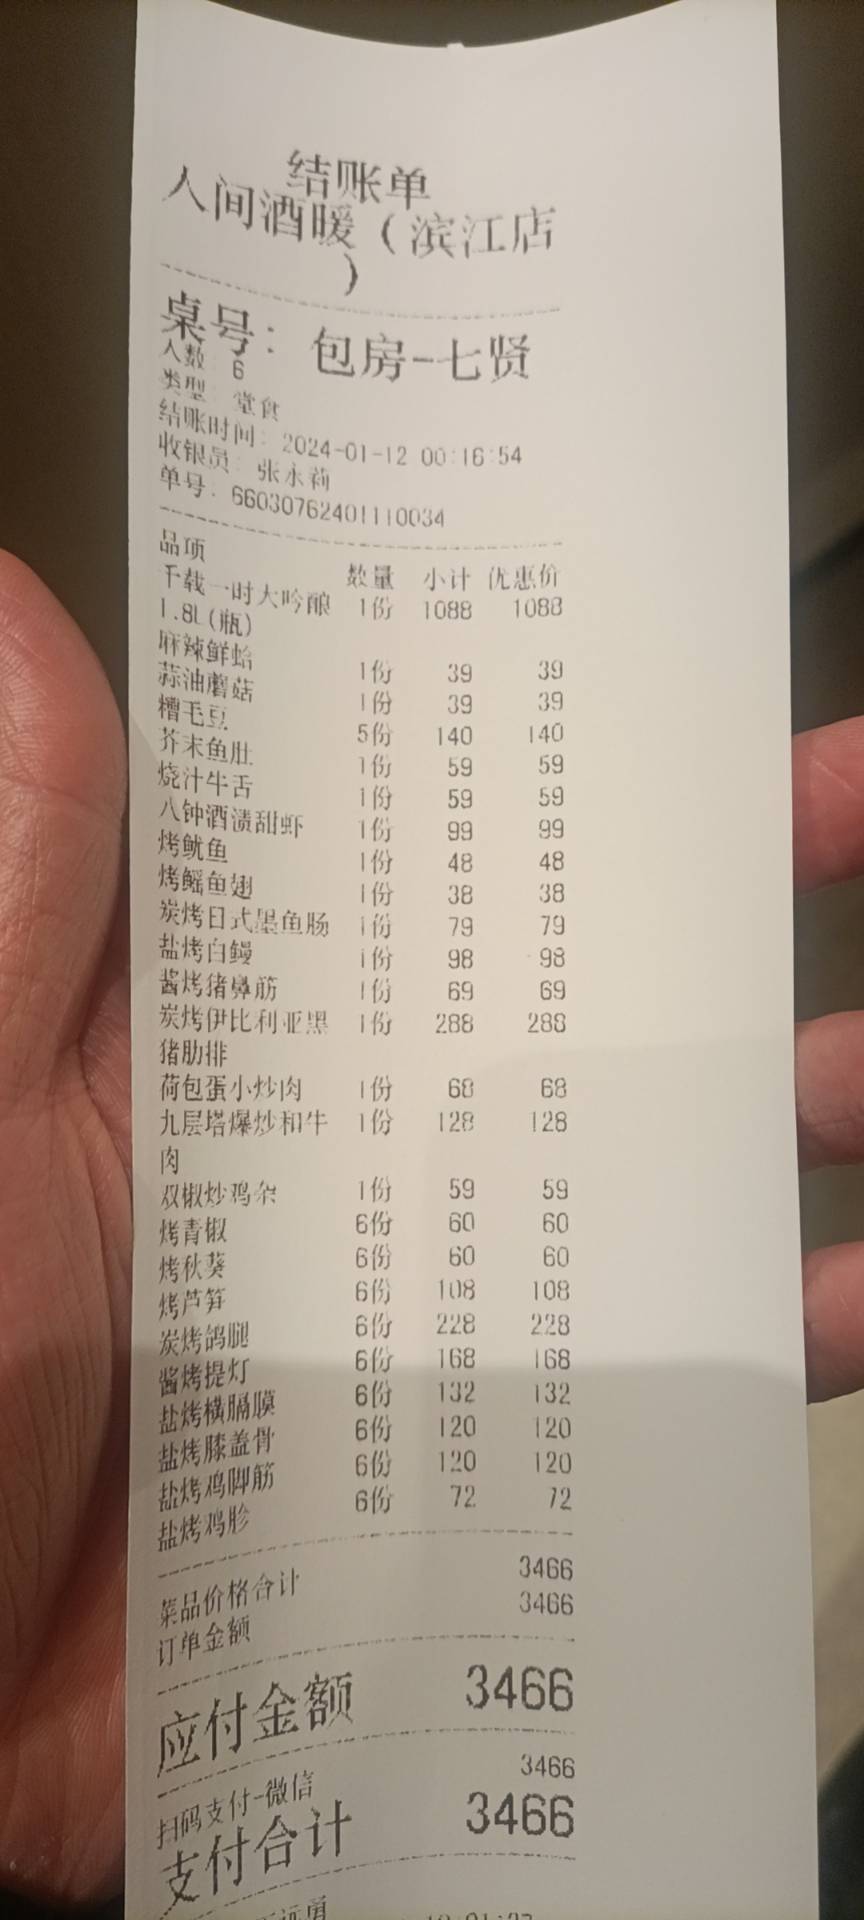 结账单
人间酒暖（滨江店
）
桌号：包房-七贤
人数：6
类型：堂食
结账时间：2024-01-12 00:16:54
收银员：张永莉
单号：66030762401110034
品项 数量 小计 优惠价
千载一时大吟酿 1份 1088 1088
1.8L(瓶)
麻辣鲜蛤 1份 39 39
蒜油蘑菇 1份 39 39
糟毛豆 5份 140 140
芥末鱼肚 1份 59 59
烧汁牛舌 1份 59 59
八钟酒渍甜虾 1份 99 99
烤鱿鱼 1份 48 48
烤鳐鱼翅 1份 38 38
炭烤日式墨鱼肠 1份 79 79
盐烤白鳗 1份 98 98
酱烤猪鼻筋 1份 69 69
炭烤伊比利亚黑 1份 288 288
猪肋排
荷包蛋小炒肉 1份 68 68
九层塔爆炒和牛 1份 128 128
肉
双椒炒鸡杂 1份 59 59
烤青椒 6份 60 60
烤秋葵 6份 60 60
烤芦笋 6份 108 108
炭烤鸽腿 6份 228 228
酱烤提灯 6份 168 168
盐烤横膈膜 6份 132 132
盐烤膝盖骨 6份 120 120
盐烤鸡脚筋 6份 120 120
盐烤鸡胗 6份 72 72
菜品价格合计 3466
订单金额 3466
应付金额 3466
扫码支付-微信 3466
支付合计 3466